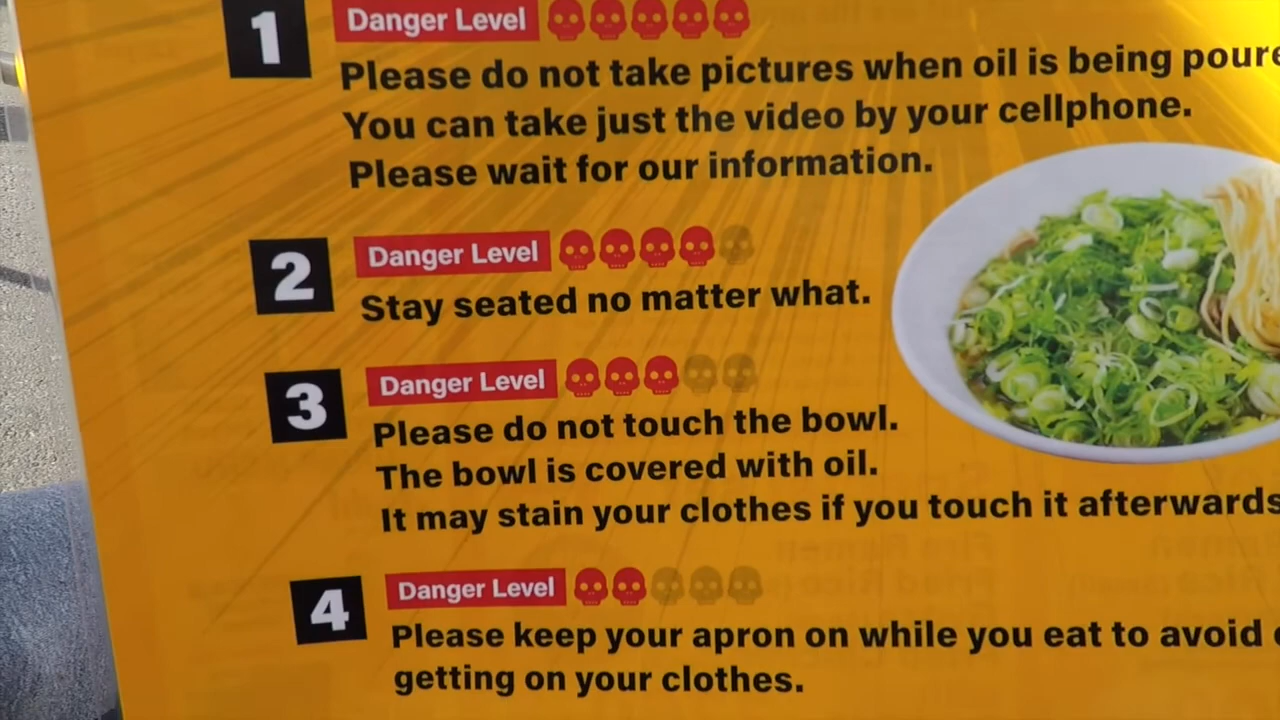 1 Danger Level
Please do not take pictures when oil is being
You can take just the video by your cellphone.
Please wait for our information.
2 Danger Level
Stay seated no matter what.
3 Danger Level
Please do not touch the bowl.
The bowl is covered with oil.
It may stain your clothes if you touch it afterwards
4 Danger Level
Please keep your apron on while you eat to avoid
getting on your clothes.